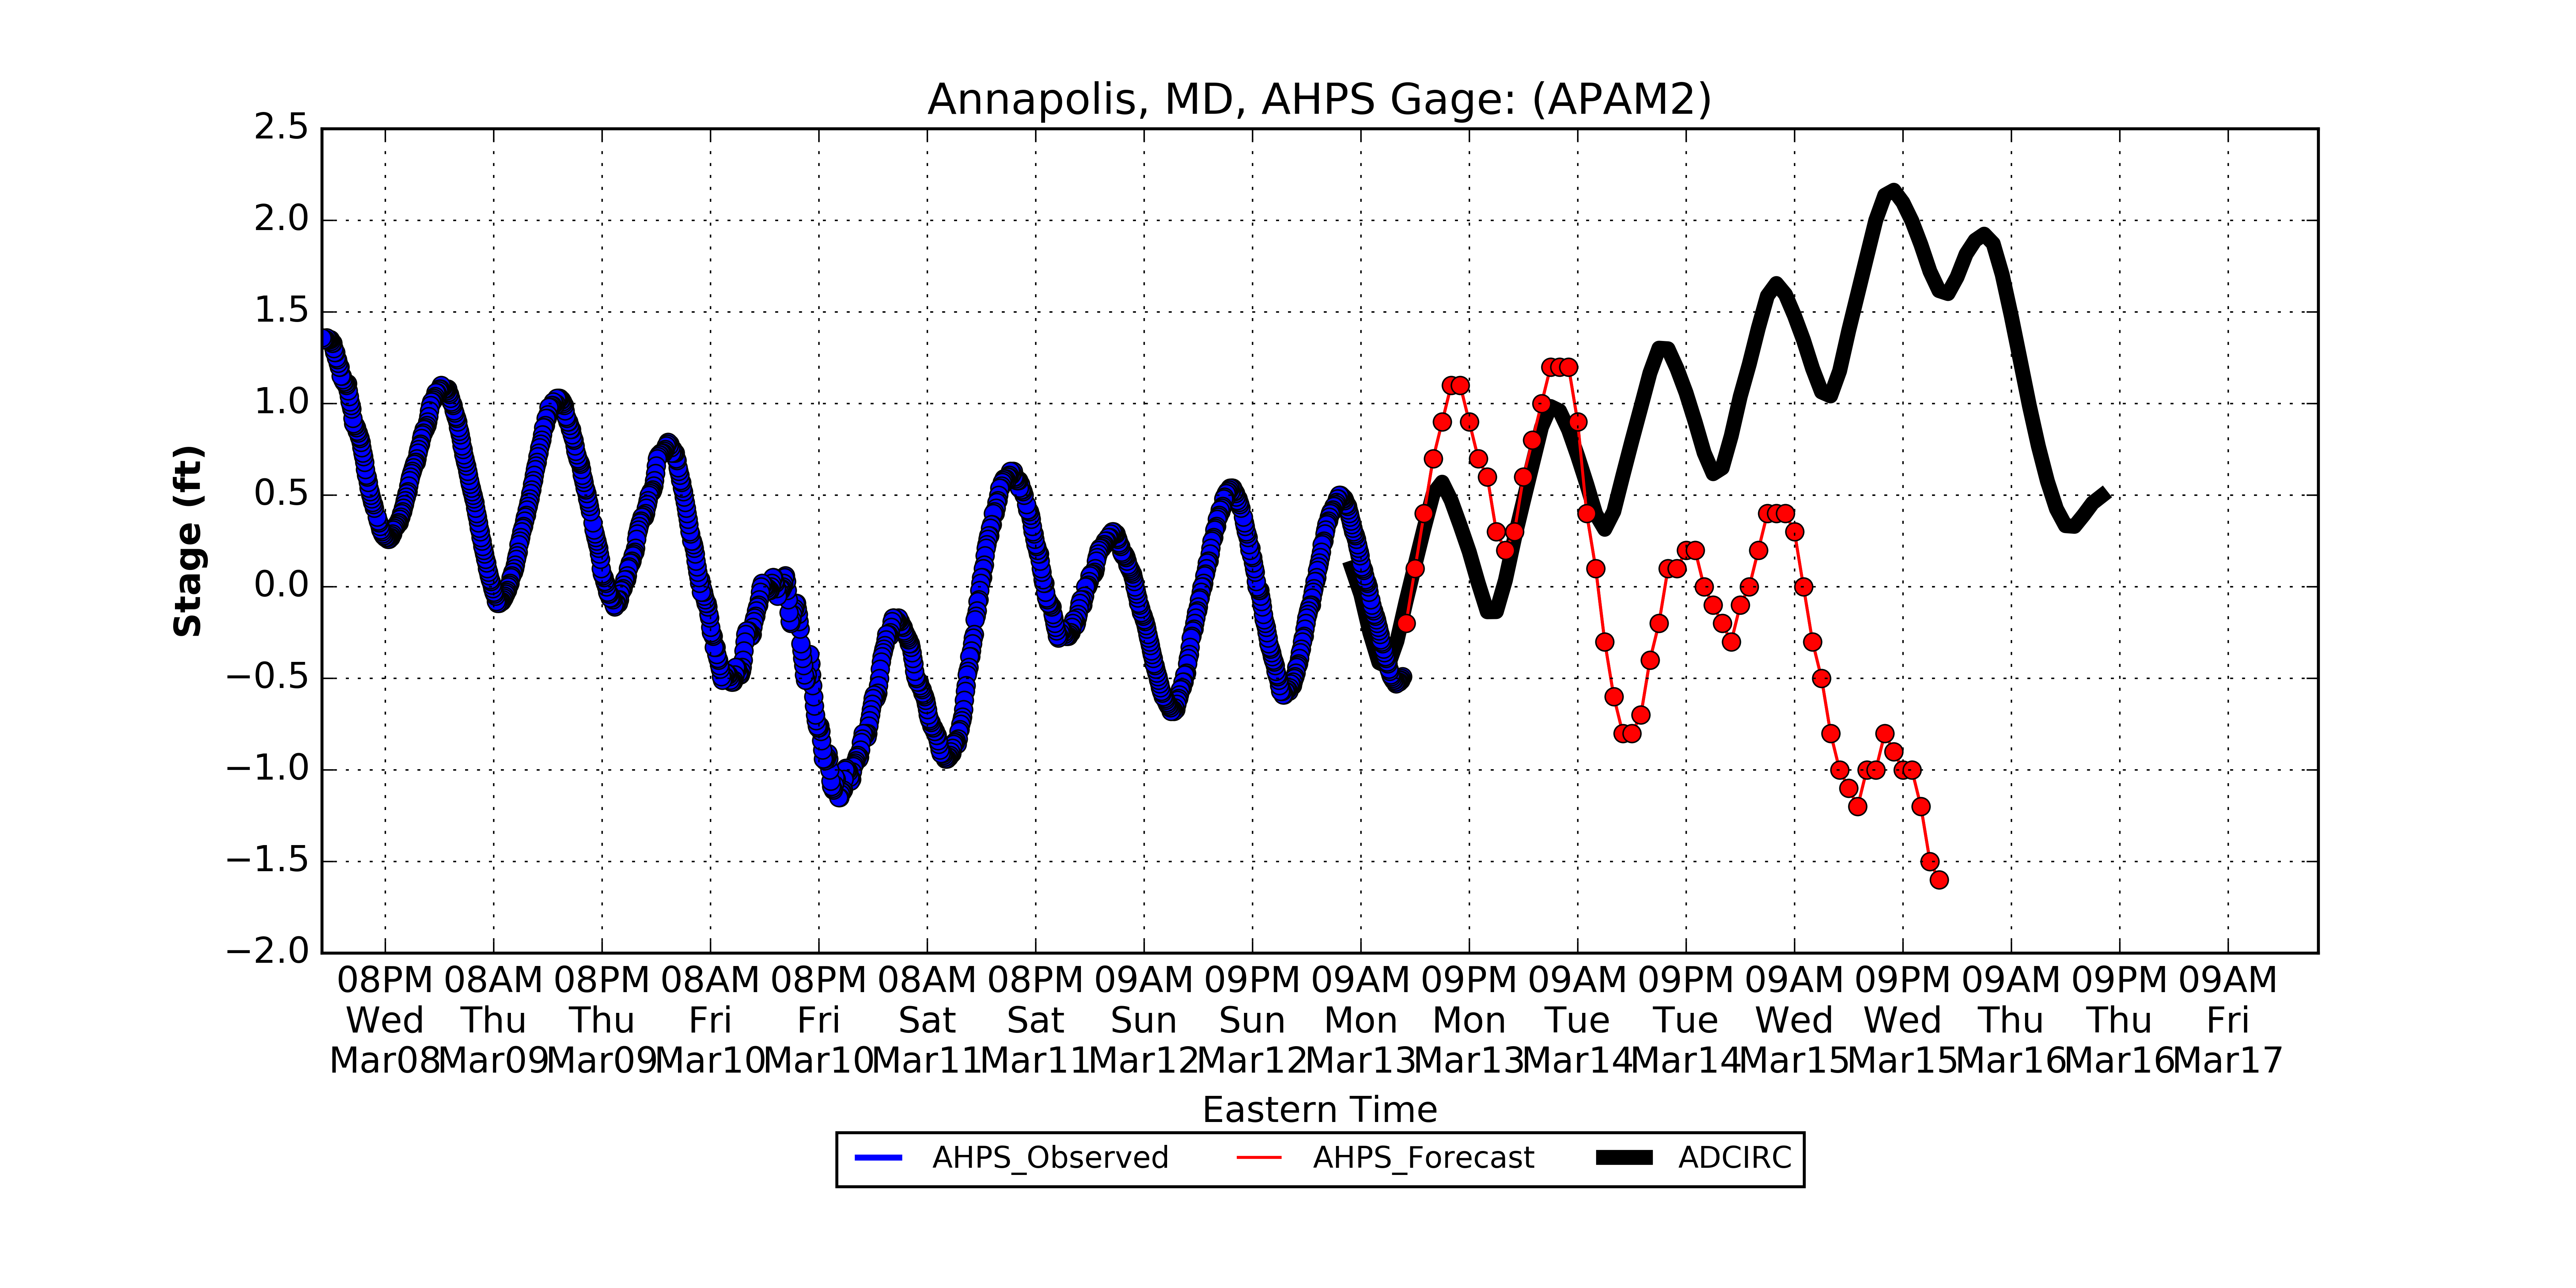 Annapolis, MD, AHPS Gage: (APAM2)
2.5
2.0
1.5
1.0
0.5
0.0
−0.5
−1.0
−1.5
−2.0
Stage (ft)
08PM 08AM 08PM 08AM 08PM 08AM 08PM 09AM 09PM 09AM 09PM 09AM 09PM 09AM 09PM 09AM 09PM 09AM
Wed Thu Thu Fri Fri Sat Sat Sun Sun Mon Mon Tue Tue Wed Wed Thu Thu Fri
Mar08 Mar09 Mar09 Mar10 Mar10 Mar11 Mar11 Mar12 Mar12 Mar13 Mar13 Mar14 Mar14 Mar15 Mar15 Mar16 Mar16 Mar17
Eastern Time
AHPS_Observed AHPS_Forecast ADCIRC